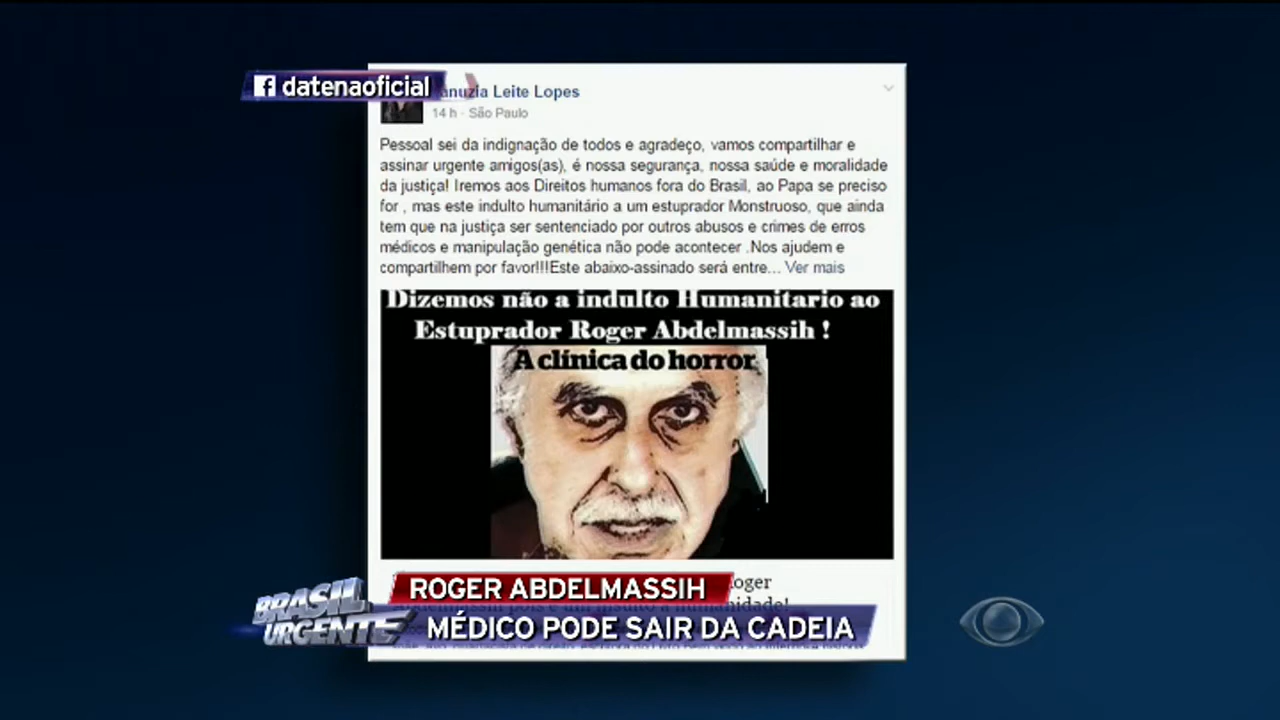 datenaoficial
anuzia Leite Lopes
14 h · São Paulo
Pessoal sei da indignação de todos e agradeço, vamos compartilhar e
assinar urgente amigos(as), é nossa segurança, nossa saúde e moralidade
da justiça! Iremos aos Direitos humanos fora do Brasil, ao Papa se preciso
for , mas este indulto humanitário a um estuprador Monstruoso, que ainda
tem que na justiça ser sentenciado por outros abusos e crimes de erros
médicos e manipulação genética não pode acontecer .Nos ajudem e
compartilhem por favor!!!Este abaixo-assinado será entre... Ver mais
Dizemos não a indulto Humanitario ao
Estuprador Roger Abdelmassih !
A clínica do horror
ROGER ABDELMASSIH
BRASIL URGENTE
MÉDICO PODE SAIR DA CADEIA